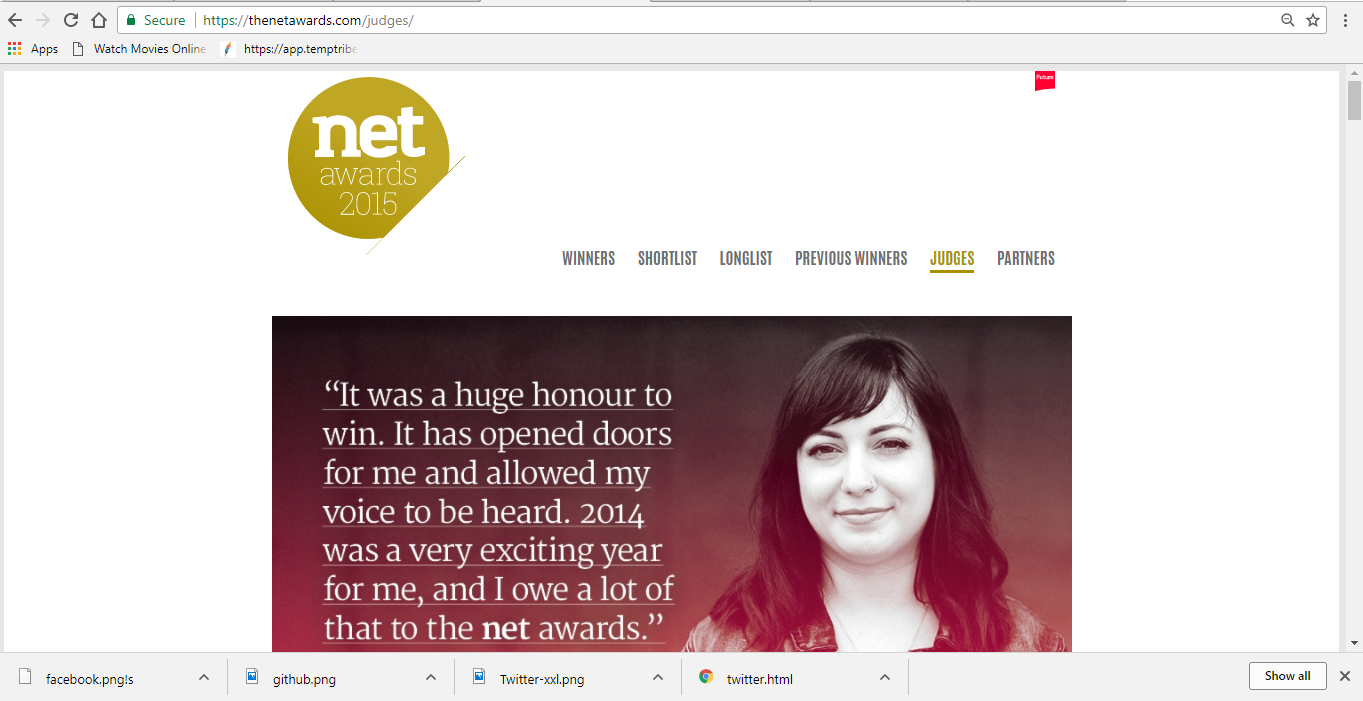 Secure
https://thenetawards.com/judges/
Apps
Watch Movies Online
https://app.temptribe
Future
net
awards
2015
WINNERS SHORTLIST LONGLIST PREVIOUS WINNERS JUDGES PARTNERS
“It was a huge honour to
win. It has opened doors
for me and allowed my
voice to be heard. 2014
was a very exciting year
for me, and I owe a lot of
that to the net awards.”
facebook.png!s
github.png
Twitter-xxl.png
twitter.html
Show all